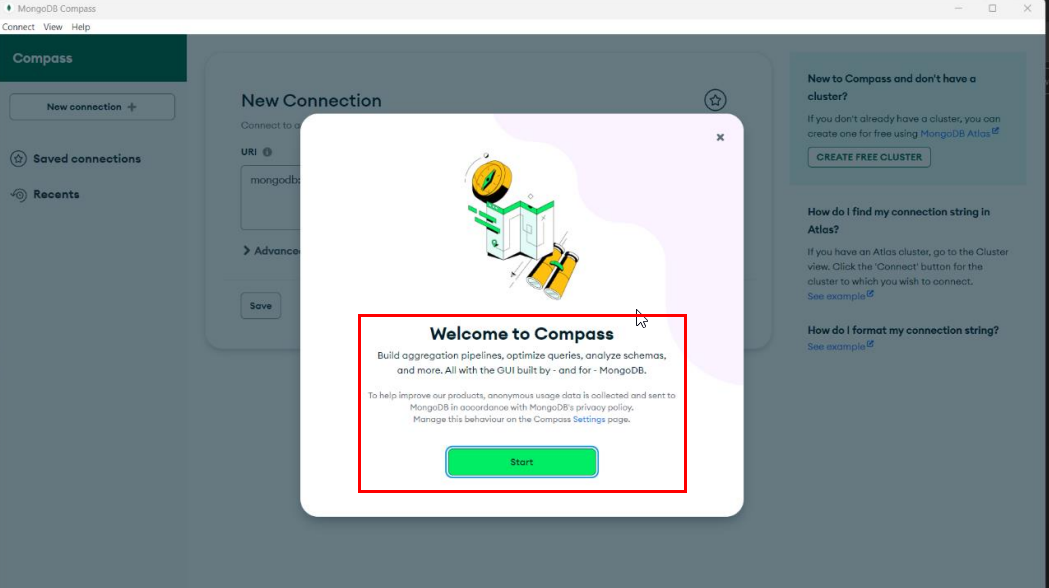 MongoDB Compass
Connect View Help
Compass
New connection +
Saved connections
Recents
New Connection
Connect to a
URI
mongodb:
Advanced
Save
Welcome to Compass
Build aggregation pipelines, optimize queries, analyze schemas,
and more. All with the GUI built by - and for - MongoDB.
To help improve our products, anonymous usage data is collected and sent to
MongoDB in accordance with MongoDB's privacy policy.
Manage this behaviour on the Compass Settings page.
Start
New to Compass and don't have a
cluster?
If you don't already have a cluster, you can
create one for free using MongoDB Atlas
CREATE FREE CLUSTER
How do I find my connection string in
Atlas?
If you have an Atlas cluster, go to the Cluster
view. Click the 'Connect' button for the
cluster to which you wish to connect.
See example
How do I format my connection string?
See example